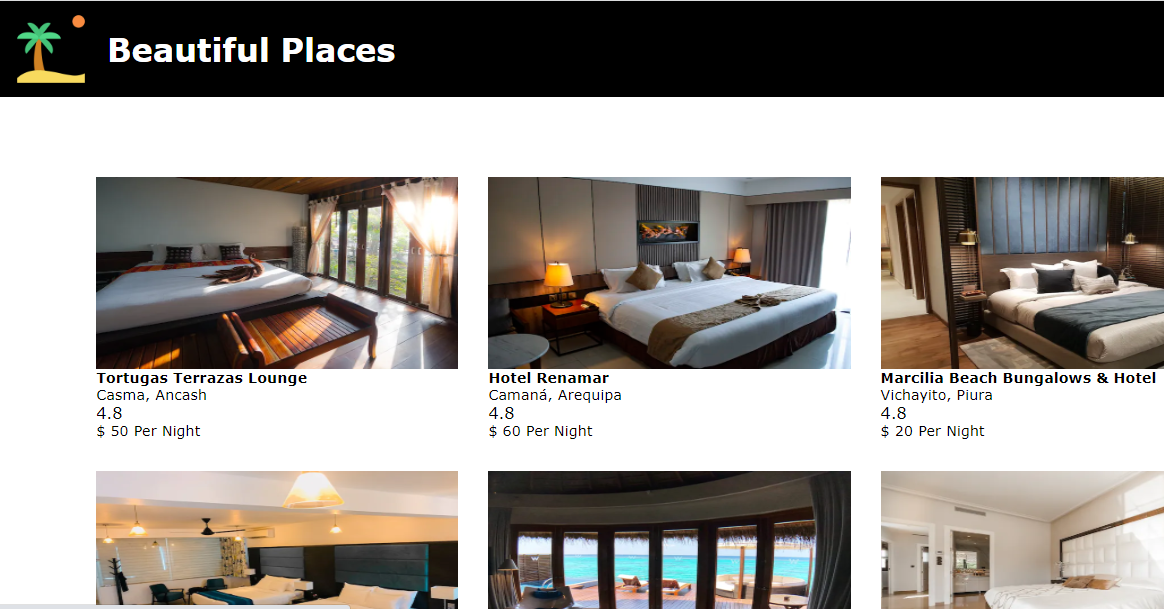 Beautiful Places
Tortugas Terrazas Lounge
Casma, Ancash
4.8
$ 50 Per Night
Hotel Renamar
Camaná, Arequipa
4.8
$ 60 Per Night
Marcilia Beach Bungalows & Hotel
Vichayito, Piura
4.8
$ 20 Per Night